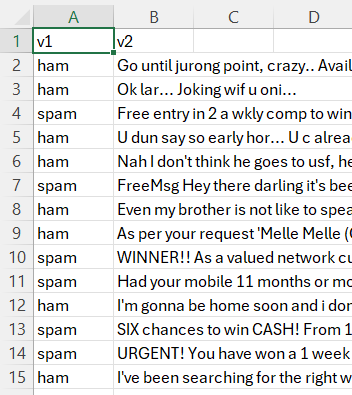 A B C D
1 v1 v2
2 ham Go until jurong point, crazy.. Avail
3 ham Ok lar... Joking wif u oni...
4 spam Free entry in 2 a wkly comp to win
5 ham U dun say so early hor... U c alrea
6 ham Nah I don't think he goes to usf, he
7 spam FreeMsg Hey there darling it's bee
8 ham Even my brother is not like to spea
9 ham As per your request 'Melle Melle (
10 spam WINNER!! As a valued network cu
11 spam Had your mobile 11 months or mo
12 ham I'm gonna be home soon and i don
13 spam SIX chances to win CASH! From 1
14 spam URGENT! You have won a 1 week
15 ham I've been searching for the right w